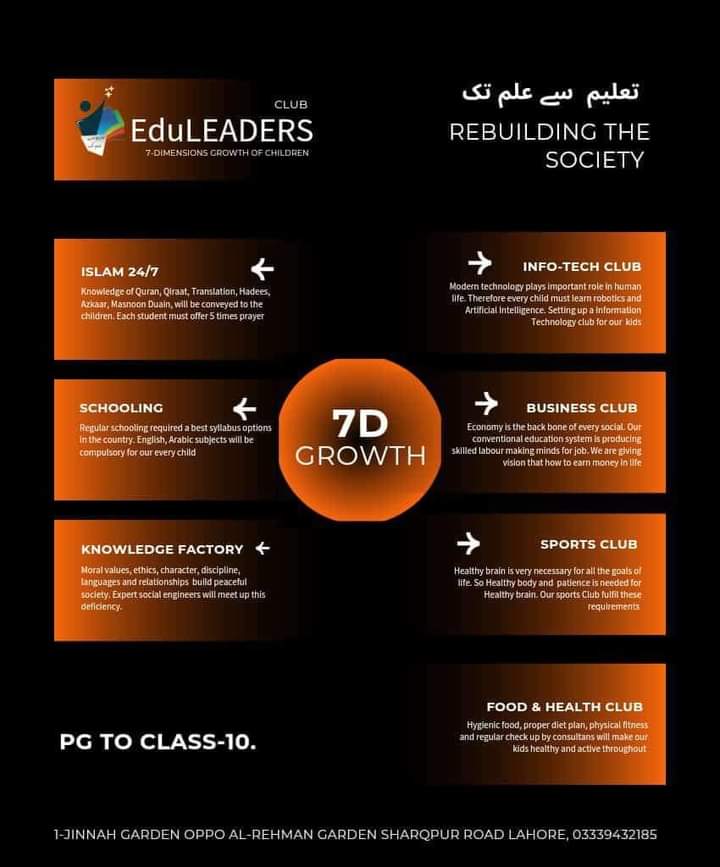 CLUB
EduLEADERS
7-DIMENSIONS GROWTH OF CHILDREN
تعلیم سے علم تک
REBUILDING THE
SOCIETY
ISLAM 24/7
Knowledge of Quran, Qiraat, Translation, Hadees,
Azkaar, Masnoon Duain, will be conveyed to the
children. Each student must offer 5 times prayer
SCHOOLING
Regular schooling required a best syllabus options
in the country. English, Arabic subjects will be
compulsory for our every child
KNOWLEDGE FACTORY
Moral values, ethics, character, discipline,
languages and relationships build peaceful
society. Expert social engineers will meet up this
deficiency.
7D
GROWTH
INFO-TECH CLUB
Modern technology plays important role in human
life. Therefore every child must learn robotics and
Artificial Intelligence. Setting up a Information
Technology club for our kids
BUSINESS CLUB
Economy is the back bone of every social. Our
conventional education system is producing
skilled labour making minds for job. We are giving
vision that how to earn money in life
SPORTS CLUB
Healthy brain is very necessary for all the goals of
life. So Healthy body and patience is needed for
Healthy brain. Our sports Club fulfil these
requirements
FOOD & HEALTH CLUB
Hygienic food, proper diet plan, physical fitness
and regular check up by consultans will make our
kids healthy and active throughout
PG TO CLASS-10.
1-JINNAH GARDEN OPPO AL-REHMAN GARDEN SHARQPUR ROAD LAHORE, 03339432185